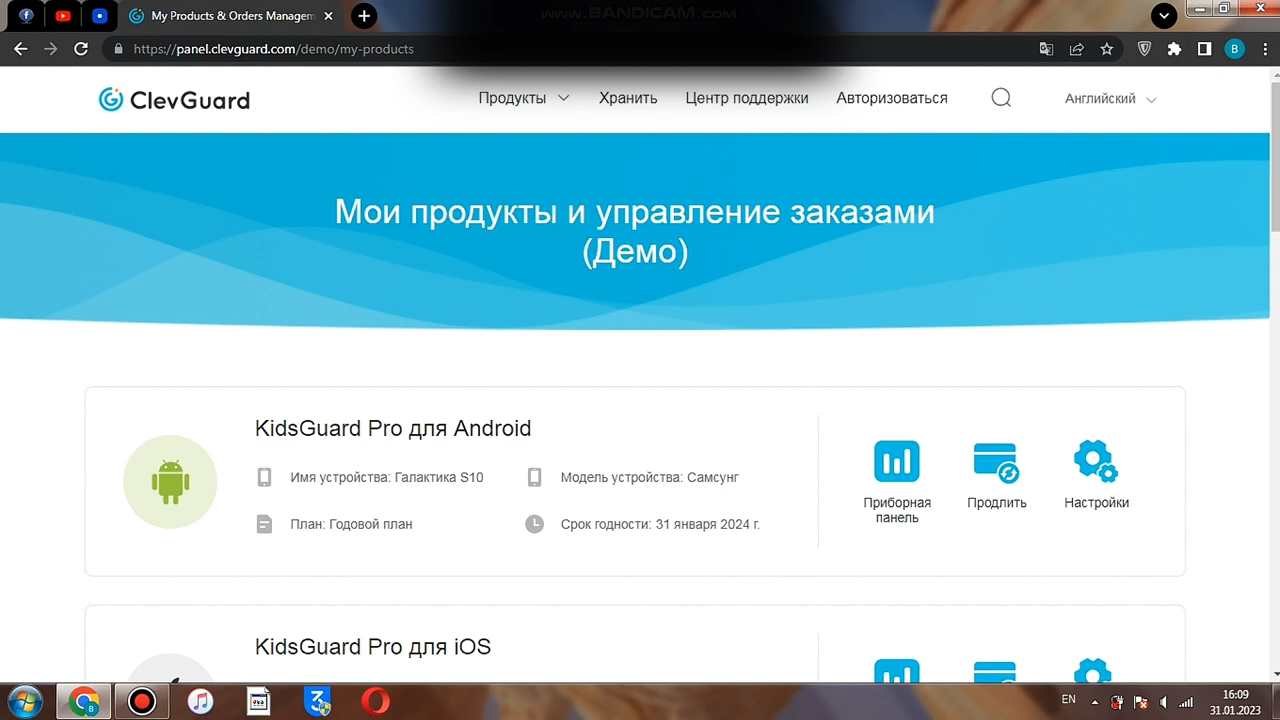 www.BANDICAM.com
My Products & Orders Managem
https://panel.clevguard.com/demo/my-products
B
ClevGuard
Продукты
Хранить
Центр поддержки
Авторизоваться
Английский
Мои продукты и управление заказами
(Демо)
KidsGuard Pro для Android
Имя устройства: Галактика S10
Модель устройства: Самсунг
План: Годовой план
Срок годности: 31 января 2024 г.
Приборная
панель
Продлить
Настройки
KidsGuard Pro для iOS
EN
16:09
31.01.2023